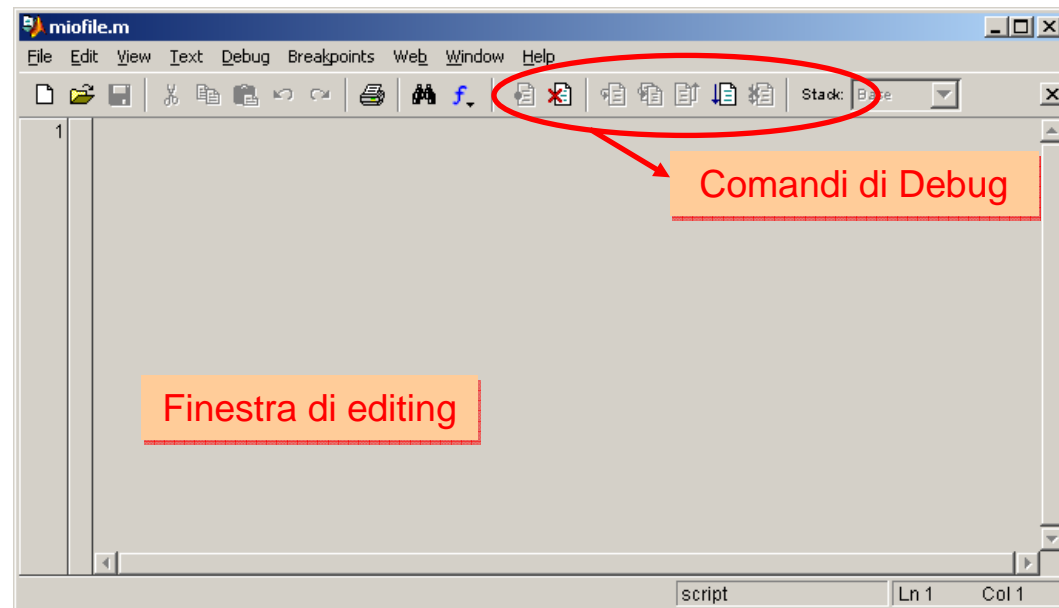 miofile.m
File Edit View Text Debug Breakpoints Web Window Help
Stack: Base
1
Comandi di Debug
Finestra di editing
script Ln 1 Col 1